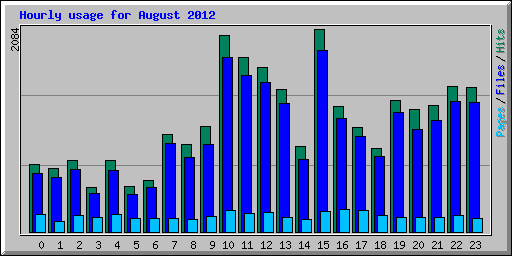 Hourly usage for August 2012
2084
Pages / Files / Hits
0 1 2 3 4 5 6 7 8 9 10 11 12 13 14 15 16 17 18 19 20 21 22 23